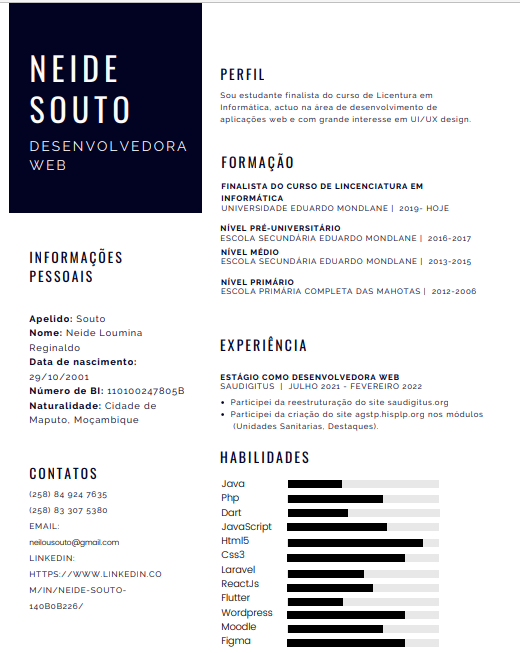 NEIDE
SOUTO
DESENVOLVEDORA
WEB
INFORMAÇÕES
PESSOAIS
Apelido: Souto
Nome: Neide Loumina
Reginaldo
Data de nascimento:
29/10/2001
Número de BI: 110100247805B
Naturalidade: Cidade de
Maputo, Moçambique
CONTATOS
(258) 84 924 7635
(258) 83 307 5380
EMAIL:
neilousouto@gmail.com
LINKEDIN:
HTTPS://WWW.LINKEDIN.CO
M/IN/NEIDE-SOUTO-
140B0B226/
PERFIL
Sou estudante finalista do curso de Licentura em
Informática, actuo na área de desenvolvimento de
aplicações web e com grande interesse em UI/UX design.
FORMAÇÃO
FINALISTA DO CURSO DE LINCENCIATURA EM
INFORMÁTICA
UNIVERSIDADE EDUARDO MONDLANE | 2019- HOJE
NÍVEL PRÉ-UNIVERSITÁRIO
ESCOLA SECUNDÁRIA EDUARDO MONDLANE | 2016-2017
NÍVEL MÉDIO
ESCOLA SECUNDÁRIA EDUARDO MONDLANE | 2013-2015
NÍVEL PRIMÁRIO
ESCOLA PRIMÁRIA COMPLETA DAS MAHOTAS | 2012-2006
EXPERIÊNCIA
ESTÁGIO COMO DESENVOLVEDORA WEB
SAUDIGITUS | JULHO 2021 - FEVEREIRO 2022
• Participei da reestruturação do site saudigitus.org
• Participei da criação do site agstp.hisplp.org nos módulos
(Unidades Sanitarias, Destaques).
HABILIDADES
Java
Php
Dart
JavaScript
Html5
Css3
Laravel
ReactJs
Flutter
Wordpress
Moodle
Figma